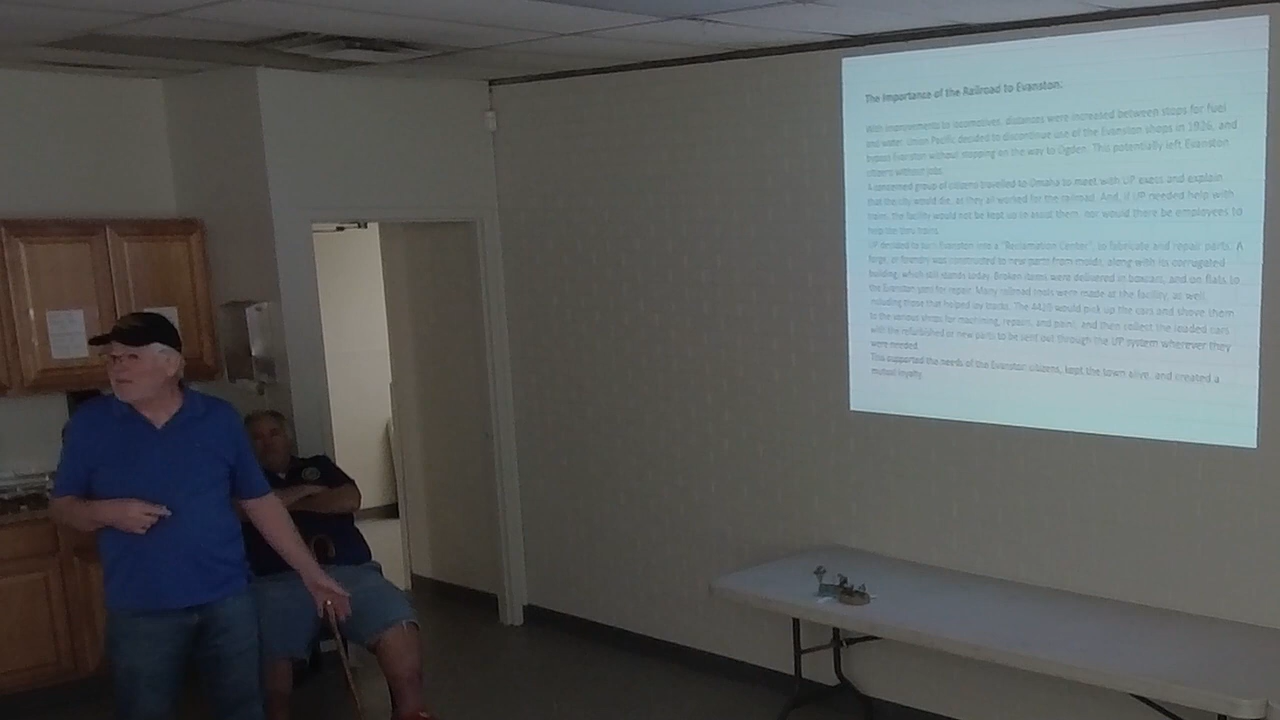 The Importance of the Railroad to Evanston:
With improvements to locomotives, distances were increased between stops for fuel
and water. Union Pacific decided to discontinue use of the Evanston shops in 1926, and
bypass Evanston without stopping on the way to Ogden. This potentially left Evanston
citizens without jobs.
A concerned group of citizens travelled to Omaha to meet with UP execs and explain
that the city would die, as they all worked for the railroad. And, if UP needed help with
trains, the facility would not be kept up to assist them, nor would there be employees to
help the trains.
UP decided to turn Evanston into a "Reclamation Center", to fabricate and repair parts. A
forge, or foundry was constructed to new parts from molds, along with its corrugated
building, which still stands today. Broken items were delivered in boxcars, and on flats to
the Evanston yard for repair. Many railroad tools were made at the facility, as well,
including those that helped lay tracks. The 4420 would pick up the cars and shove them
to the various shops for machining, repairs, and paint, and then collect the loaded cars
with the refurbished or new parts to be sent out through the UP system wherever they
were needed.
This supported the needs of the Evanston citizens, kept the town alive, and created a
mutual loyalty.